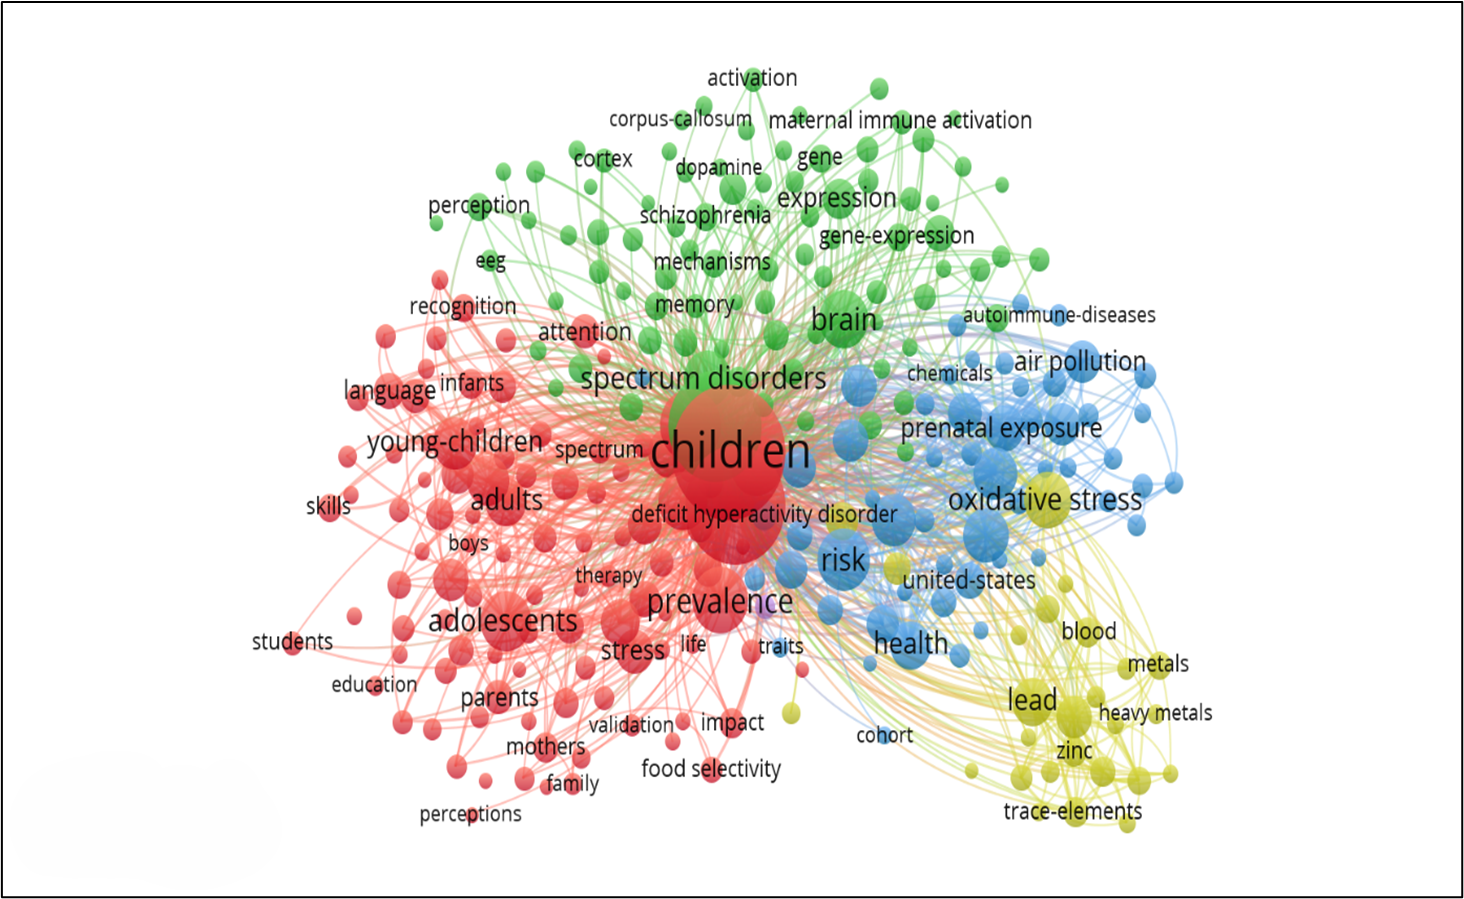 activation
corpus-callosum
maternal immune activation
cortex
dopamine
gene
perception
expression
schizophrenia
gene-expression
eeg
mechanisms
recognition
memory
attention
brain
autoimmune-diseases
air pollution
chemicals
spectrum disorders
language
infants
young-children
spectrum
children
prenatal exposure
skills
adults
oxidative stress
deficit hyperactivity disorder
boys
risk
therapy
united-states
prevalence
adolescents
students
stress
life
traits
health
blood
metals
education
parents
lead
heavy metals
validation
impact
cohort
mothers
zinc
food selectivity
family
perceptions
trace-elements